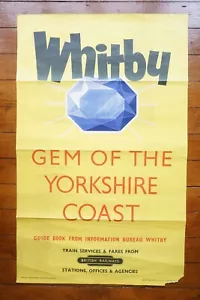 Whitby
GEM OF THE
YORKSHIRE
COAST
GUIDE BOOK FROM INFORMATION BUREAU WHITBY
TRAIN SERVICES & FARES FROM
BRITISH RAILWAYS
STATIONS, OFFICES & AGENCIES